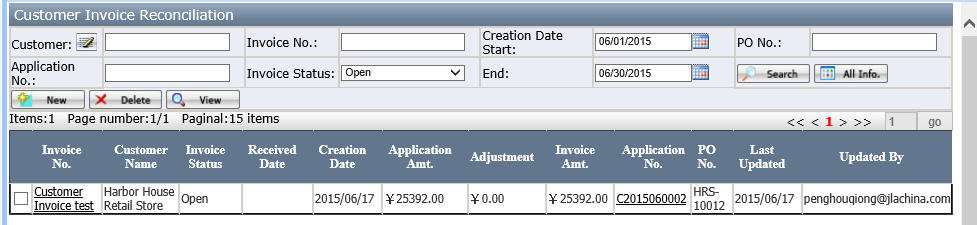 Customer Invoice Reconciliation
Customer: Invoice No.: Creation Date Start: 06/01/2015 PO No.:
Application No.: Invoice Status: Open End: 06/30/2015 Search All Info.
New Delete View
Items:1 Page number:1/1 Paginal:15 items << < 1 > >> 1 go
Invoice No. Customer Name Invoice Status Received Date Creation Date Application Amt. Adjustment Invoice Amt. Application No. PO No. Last Updated Updated By
Customer Invoice test Harbor House Retail Store Open 2015/06/17 ¥25392.00 ¥0.00 ¥25392.00 C2015060002 HRS-10012 2015/06/17 penghouqiong@jlachina.com